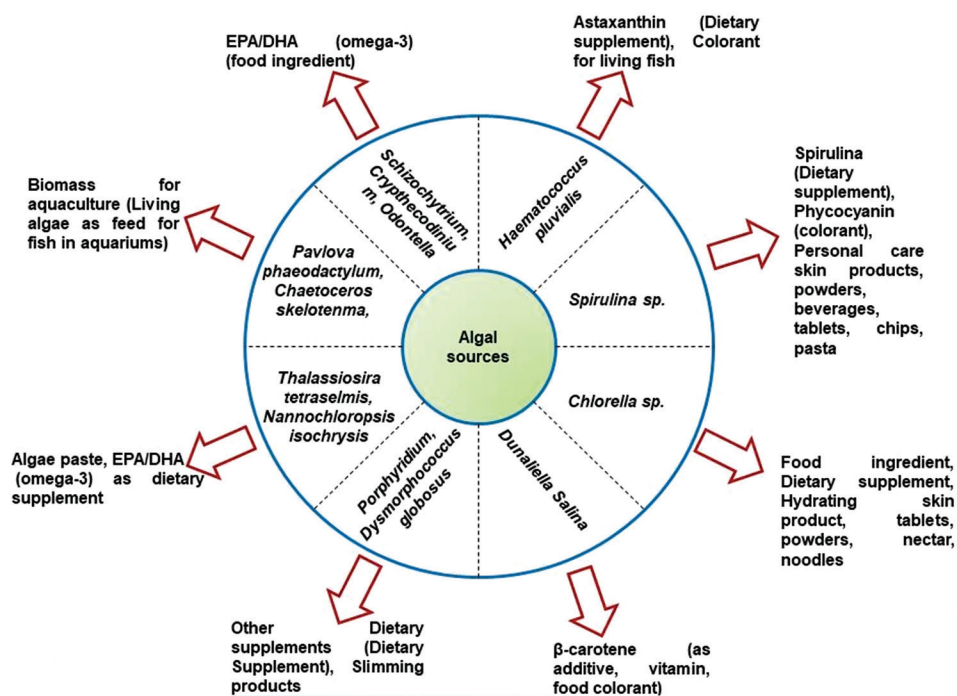 EPA/DHA (omega-3)
(food ingredient)
Astaxanthin (Dietary
supplement), Colorant
for living fish
Spirulina
(Dietary
supplement),
Phycocyanin
(colorant),
Personal care
skin products,
powders,
beverages,
tablets, chips,
pasta
Food ingredient,
Dietary supplement,
Hydrating skin
product, tablets,
powders, nectar,
noodles
β-carotene (as
additive, vitamin,
food colorant)
Other Dietary
supplements (Dietary
Supplement), Slimming
products
Algae paste, EPA/DHA
(omega-3) as dietary
supplement
Biomass for
aquaculture (Living
algae as feed for
fish in aquariums)
Schizochytrium,
Crypthecodiniu
m, Odontella
Haematococcus
pluvialis
Spirulina sp.
Chlorella sp.
Dunaliella Salina
Porphyridium,
Dysmorphococcus
globosus
Thalassiosira
tetraselmis,
Nannochloropsis
isochrysis
Pavlova
phaeodactylum,
Chaetoceros
skelotenma,
Algal
sources